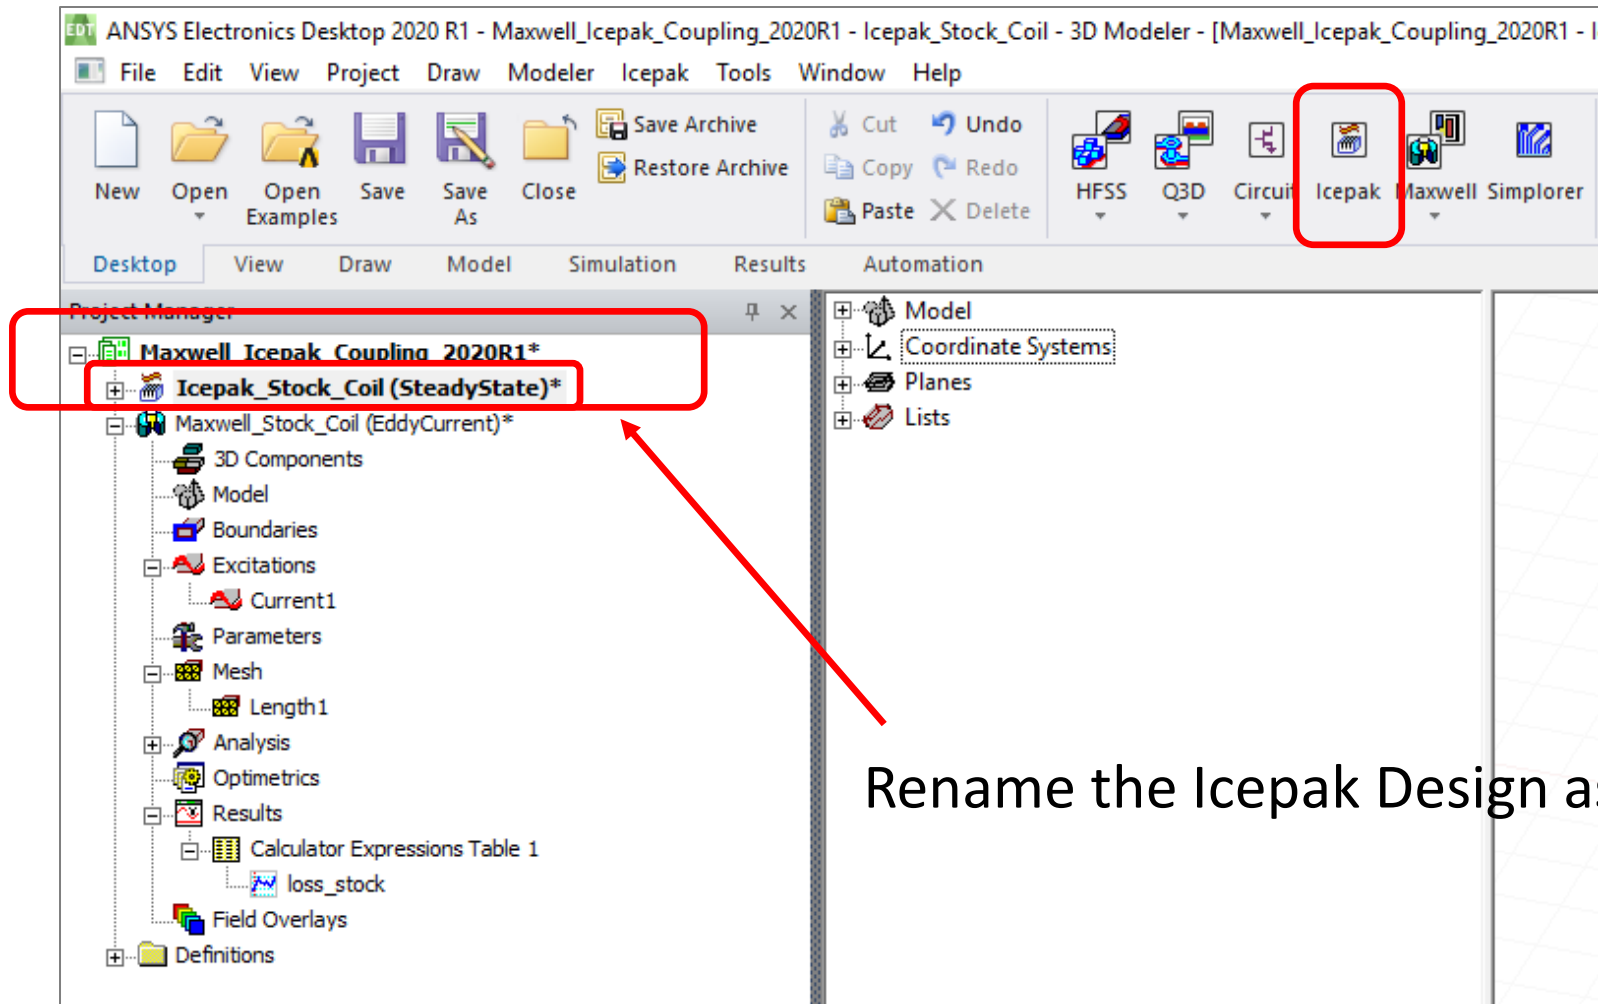 ANSYS Electronics Desktop 2020 R1 - Maxwell_Icepak_Coupling_2020R1 - Icepak_Stock_Coil - 3D Modeler - [Maxwell_Icepak_Coupling_2020R1 -
File Edit View Project Draw Modeler Icepak Tools Window Help
Save Archive
Restore Archive
Cut Undo
Copy Redo
Paste Delete
New Open Open Examples Save Save As Close
HFSS Q3D Circuit Icepak Maxwell Simplorer
Desktop View Draw Model Simulation Results Automation
Project Manager
Maxwell_Icepak_Coupling_2020R1*
Icepak_Stock_Coil (SteadyState)*
Maxwell_Stock_Coil (EddyCurrent)*
3D Components
Model
Boundaries
Excitations
Current1
Parameters
Mesh
Length1
Analysis
Optimetrics
Results
Calculator Expressions Table 1
loss_stock
Field Overlays
Definitions
Model
Coordinate Systems
Planes
Lists
Rename the Icepak Design as